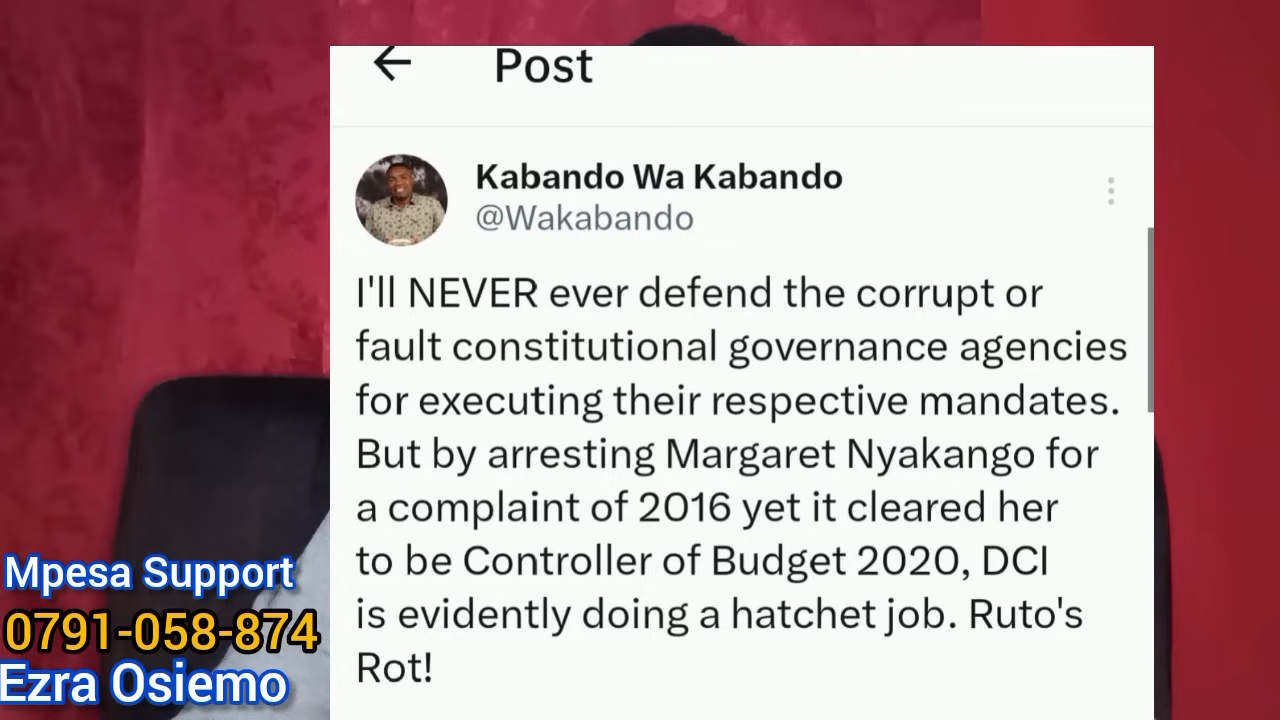 Post
Kabando Wa Kabando
@Wakabando
I'll NEVER ever defend the corrupt or
fault constitutional governance agencies
for executing their respective mandates.
But by arresting Margaret Nyakango for
a complaint of 2016 yet it cleared her
to be Controller of Budget 2020, DCI
is evidently doing a hatchet job. Ruto's
Rot!
Mpesa Support
0791-058-874
Ezra Osiemo